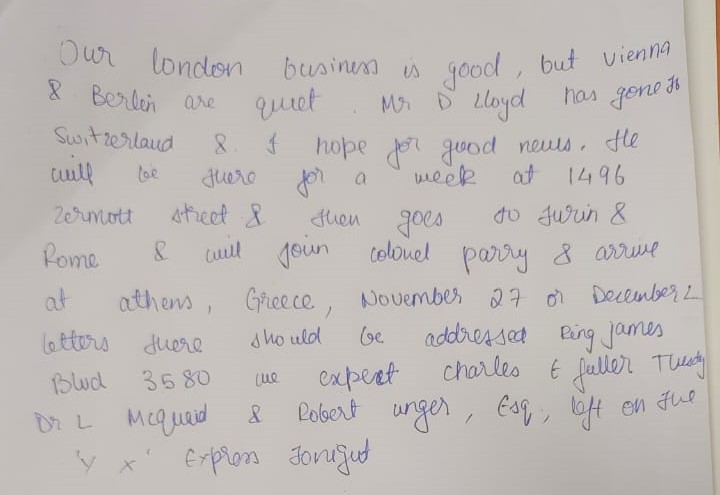 Our london business is good, but vienna
& Berlin are quiet. Mr D Lloyd has gone to
Switzerland & I hope for good news. He
will be there for a week at 1496
Zermott street & then goes to turin &
Rome & will join colonel parry & arrive
at athens, Greece, November 27 or December 2
letters there should be addressed King james
Blvd 3580 we expect charles E fuller Tuesday
Dr L Mcquaid & Robert unger, Esq, left on the
'Y X' Express tonight